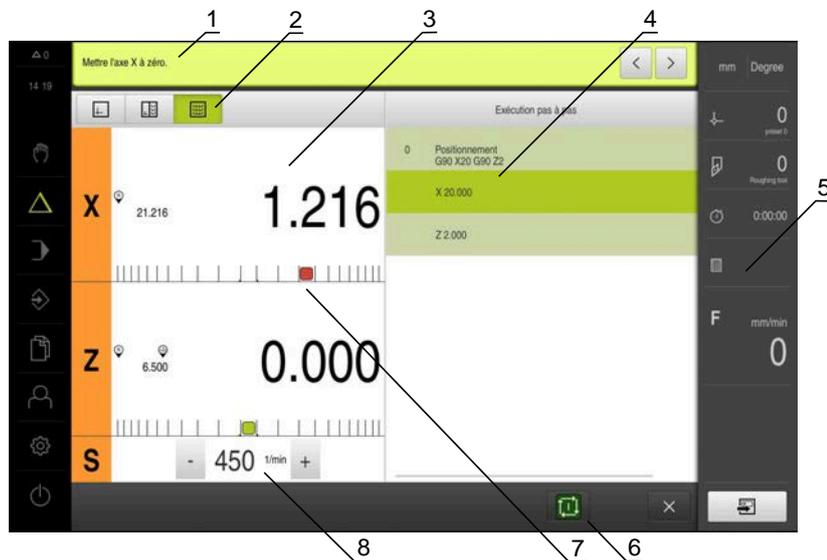 1
2
3
4
△ 0
14 19
Mettre l'axe X à zéro.
< >
mm Degree
Exécution pas à pas
0
preset 0
0
Roughing tool
0:00:00
5
F mm/min
0
0 Positionnement
G90 X20 G90 Z2
X 20.000
Z 2.000
X
21.216
1.216
Z
6.500
0.000
S
- 450 1/min +
8
7
6